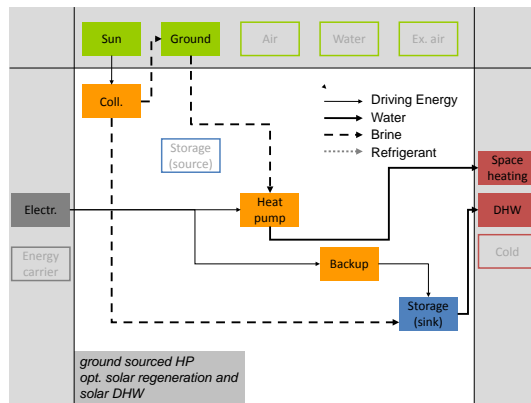 Sun
Ground
Air
Water
Ex. air
Coll.
Driving Energy
Water
Brine
Refrigerant
Storage
(source)
Space
heating
Electr.
Heat
pump
DHW
Energy
carrier
Backup
Cold
Storage
(sink)
ground sourced HP
opt. solar regeneration and
solar DHW